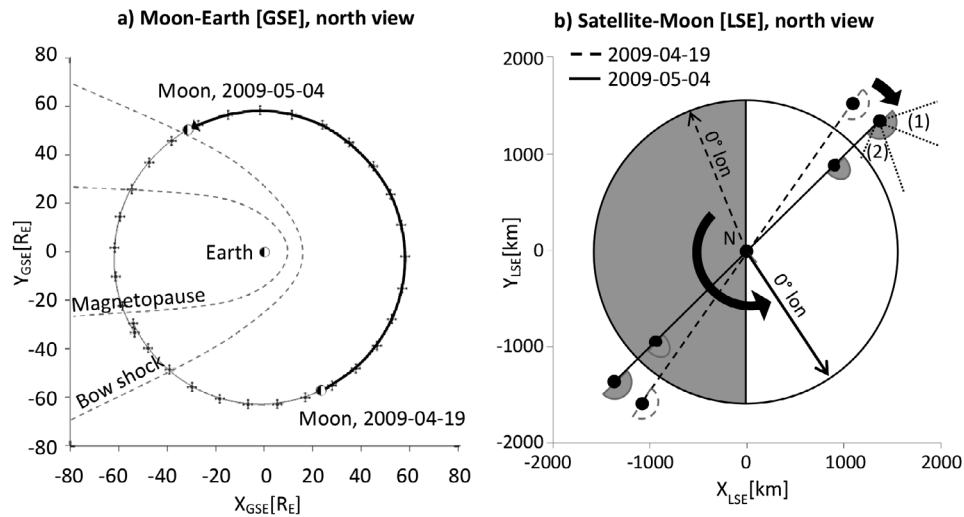 a) Moon-Earth [GSE], north view
80
60
40
20
0
-20
-40
-60
-80
Y_GSE[R_E]
Moon, 2009-05-04
Earth
Magnetopause
Bow shock
Moon, 2009-04-19
-80 -60 -40 -20 0 20 40 60 80
X_GSE[R_E]
b) Satellite-Moon [LSE], north view
2009-04-19
2009-05-04
2000
1000
0
-1000
-2000
Y_LSE[km]
0° lon
(1)
(2)
N
0° lon
-2000 -1000 0 1000 2000
X_LSE[km]